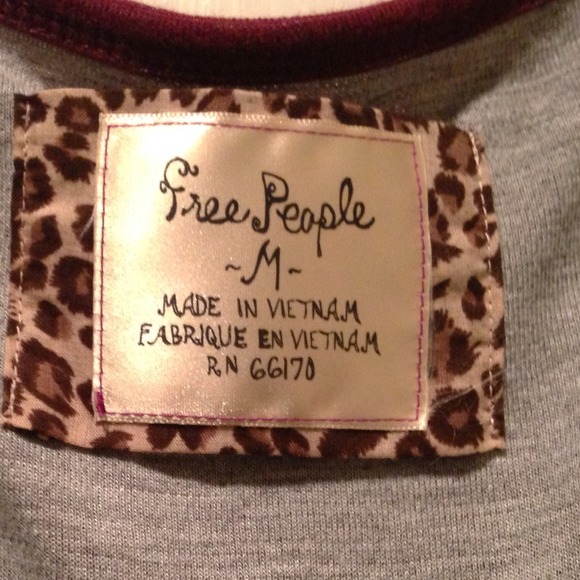 Free People
~ M ~
MADE IN VIETNAM
FABRIQUE EN VIETNAM
RN 66170